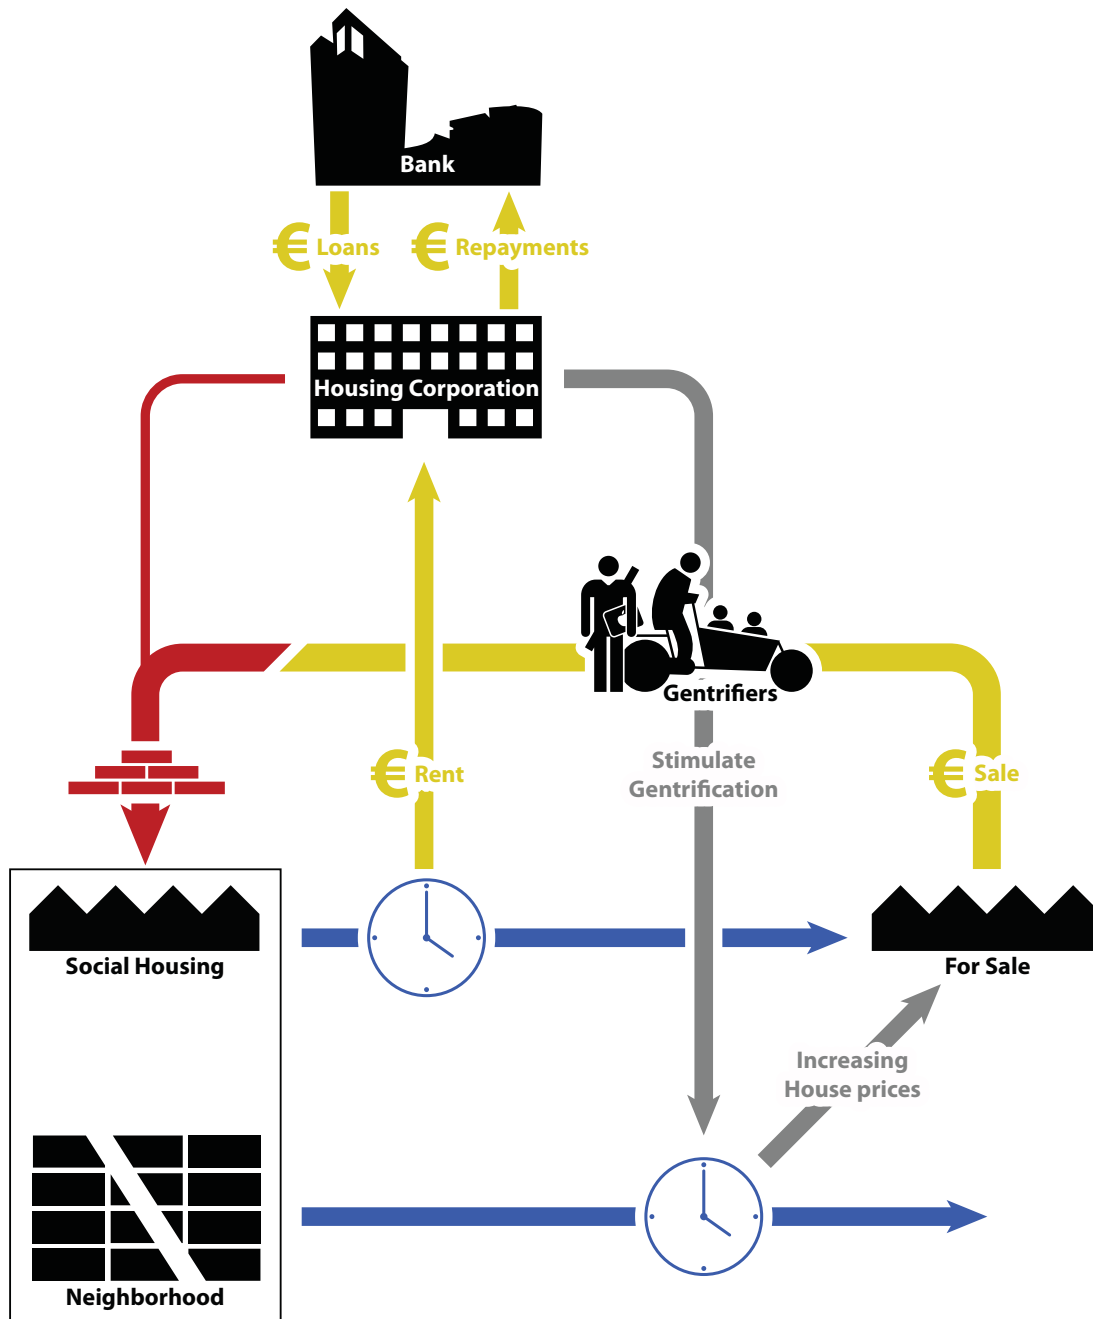 Bank
€ Loans
€ Repayments
Housing Corporation
Gentrifiers
Stimulate
Gentrification
€ Rent
€ Sale
Social Housing
For Sale
Increasing
House prices
Neighborhood